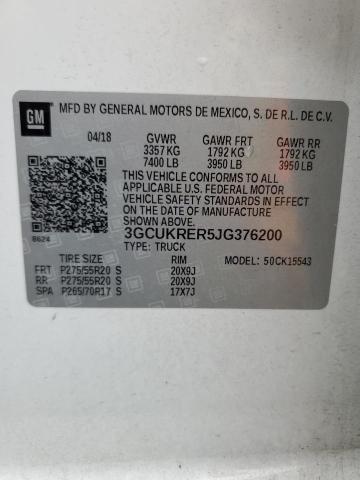 GM
MFD BY GENERAL MOTORS DE MEXICO, S. DE R.L. DE C.V.
04/18 GVWR GAWR FRT GAWR RR
3357 KG 1792 KG 1792 KG
7400 LB 3950 LB 3950 LB
THIS VEHICLE CONFORMS TO ALL
APPLICABLE U.S. FEDERAL MOTOR
VEHICLE SAFETY STANDARDS IN EFFECT
ON THE DATE OF MANUFACTURE
SHOWN ABOVE.
8624
3GCUKRER5JG376200
TYPE: TRUCK MODEL: 50CK15543
TIRE SIZE RIM
FRT P275/55R20 S 20X9J
RR P275/55R20 S 20X9J
SPA P265/70R17 S 17X7J